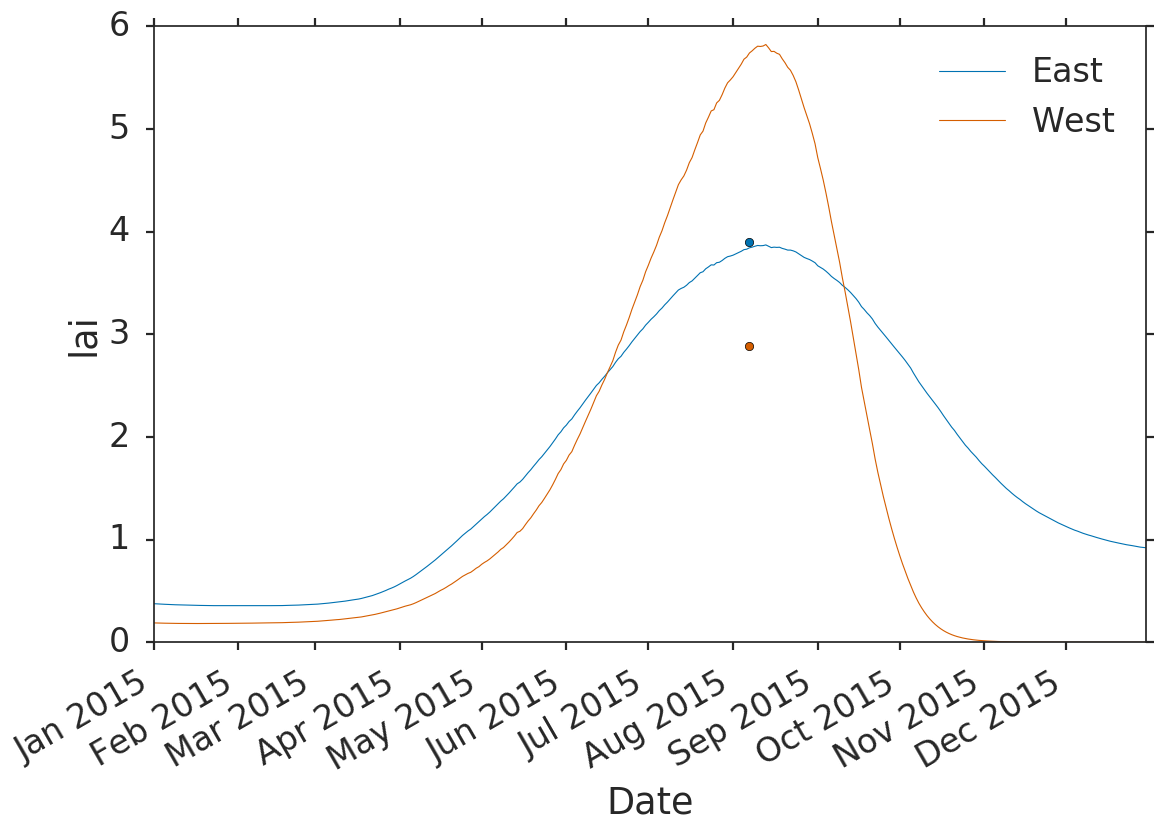 6
5
4
3
2
1
0
lai
East
West
Jan 2015
Feb 2015
Mar 2015
Apr 2015
May 2015
Jun 2015
Jul 2015
Aug 2015
Sep 2015
Oct 2015
Nov 2015
Dec 2015
Date